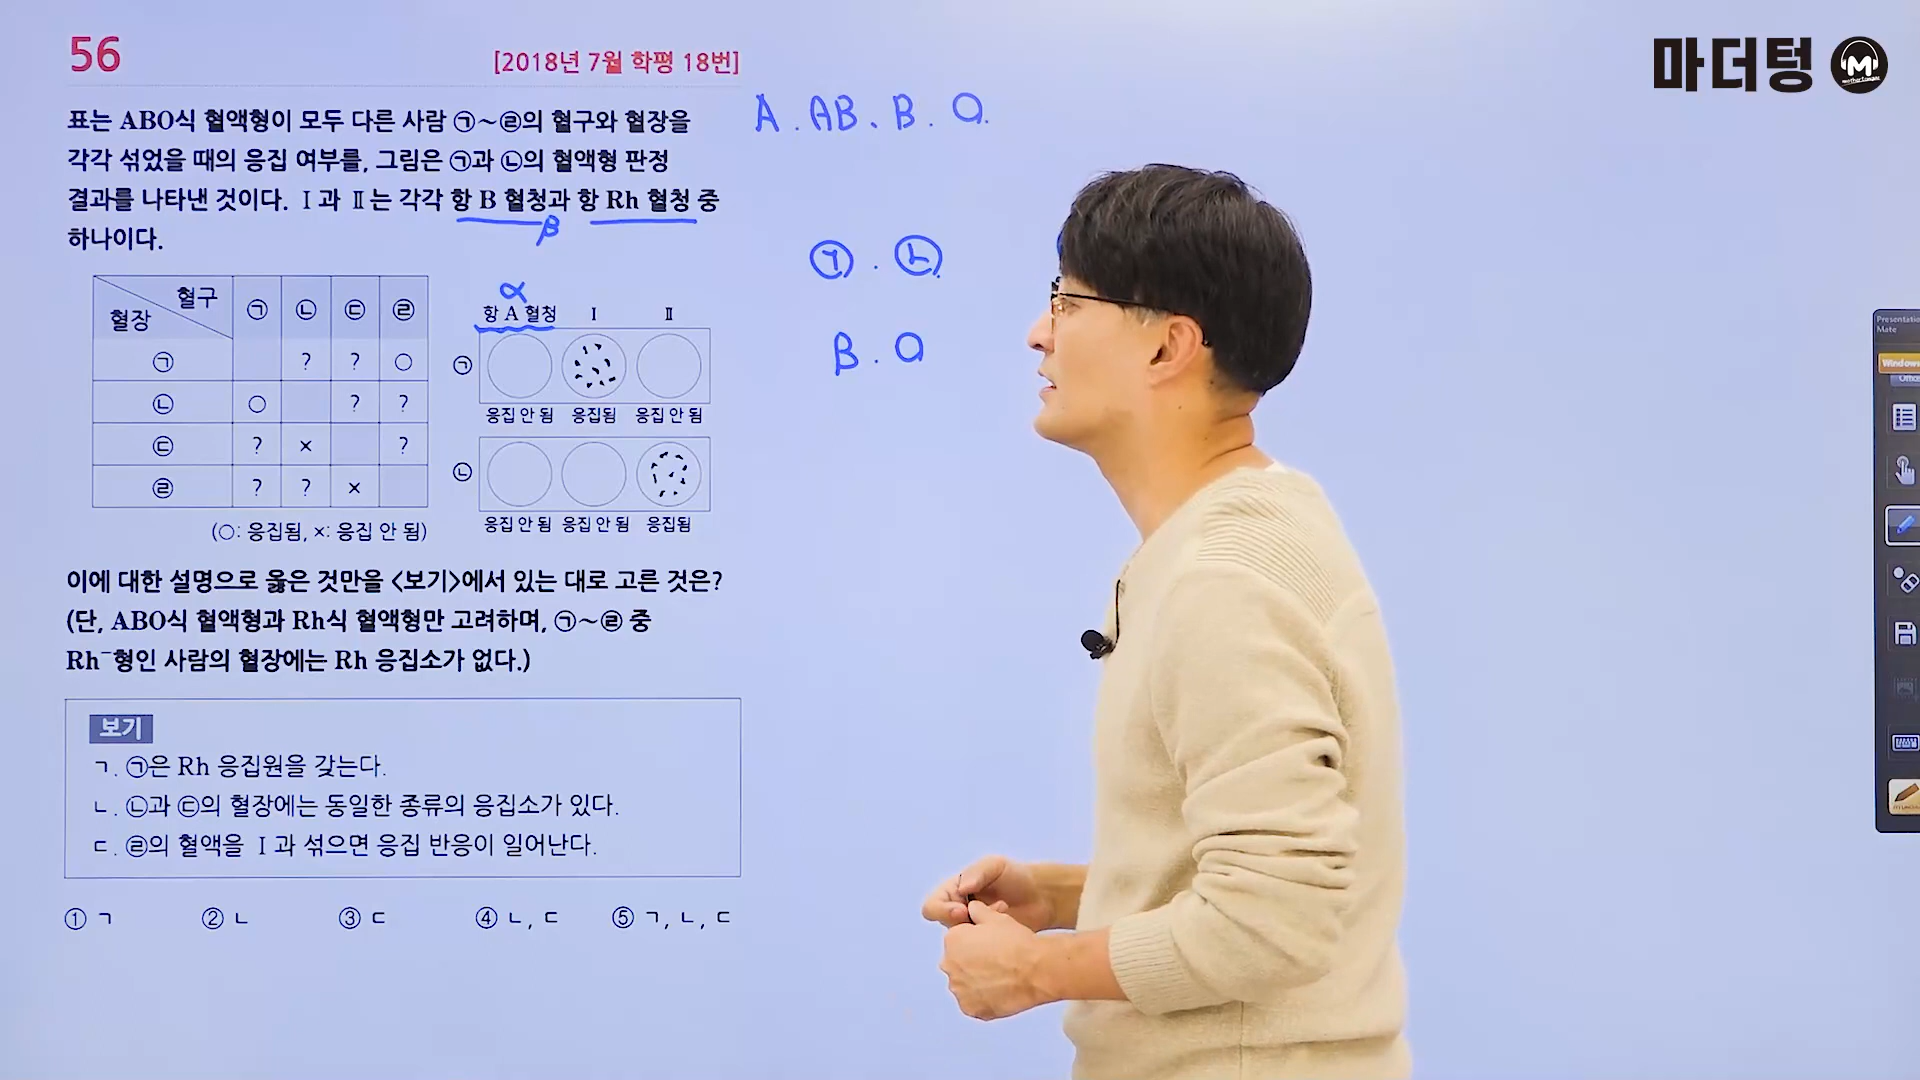 56
[2018년 7월 학평 18번]
마더텅 M
표는 ABO식 혈액형이 모두 다른 사람 ㉠~㉣의 혈구와 혈장을
각각 섞었을 때의 응집 여부를, 그림은 ㉠과 ㉡의 혈액형 판정
결과를 나타낸 것이다. Ⅰ과 Ⅱ는 각각 항 B 혈청과 항 Rh 혈청 중
β
하나이다.
A . AB . B . O.
㉠ . ㉡
B . O
혈구 ㉠ ㉡ ㉢ ㉣
혈장
㉠ ? ? ○
㉡ ○ ? ?
㉢ ? × ?
㉣ ? ? ×
(○: 응집됨, ×: 응집 안 됨)
α
항 A 혈청 Ⅰ Ⅱ
㉠
응집 안 됨 응집됨 응집 안 됨
㉡
응집 안 됨 응집 안 됨 응집됨
이에 대한 설명으로 옳은 것만을 <보기>에서 있는 대로 고른 것은?
(단, ABO식 혈액형과 Rh식 혈액형만 고려하며, ㉠~㉣ 중
Rh⁻형인 사람의 혈장에는 Rh 응집소가 없다.)
보기
ㄱ. ㉠은 Rh 응집원을 갖는다.
ㄴ. ㉡과 ㉢의 혈장에는 동일한 종류의 응집소가 있다.
ㄷ. ㉣의 혈액을 Ⅰ과 섞으면 응집 반응이 일어난다.
① ㄱ ② ㄴ ③ ㄷ ④ ㄴ, ㄷ ⑤ ㄱ, ㄴ, ㄷ
Mate
Windows